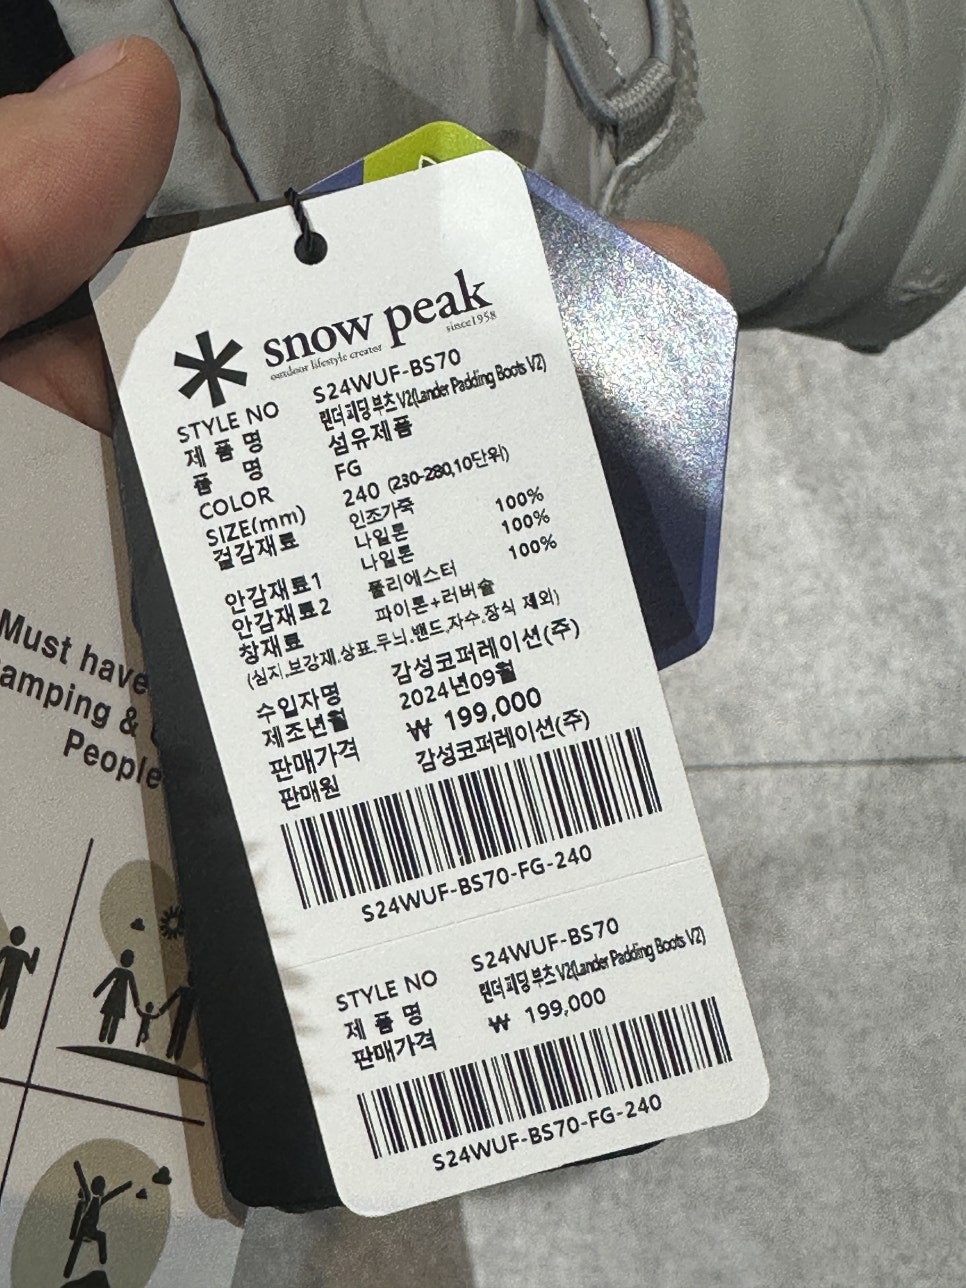 snow peak
outdoor lifestyle creator
since1958
STYLE NO S24WUF-BS70
제 품 명 랜더 패딩 부츠 V2(Lander Padding Boots V2)
품 명 섬유제품
COLOR FG
SIZE(mm) 240 (230-280,10단위)
겉감재료 인조가죽 100%
나일론 100%
안감재료1 나일론 100%
안감재료2 폴리에스터
창재료 파이론+러버솔
(심지,보강재,상표,무늬,밴드,자수,장식 제외)
수입자명 감성코퍼레이션(주)
제조년월 2024년09월
판매가격 ₩ 199,000
판매원 감성코퍼레이션(주)
S24WUF-BS70-FG-240
STYLE NO S24WUF-BS70
제 품 명 랜더 패딩 부츠 V2(Lander Padding Boots V2)
판매가격 ₩ 199,000
S24WUF-BS70-FG-240
Must have
amping &
People